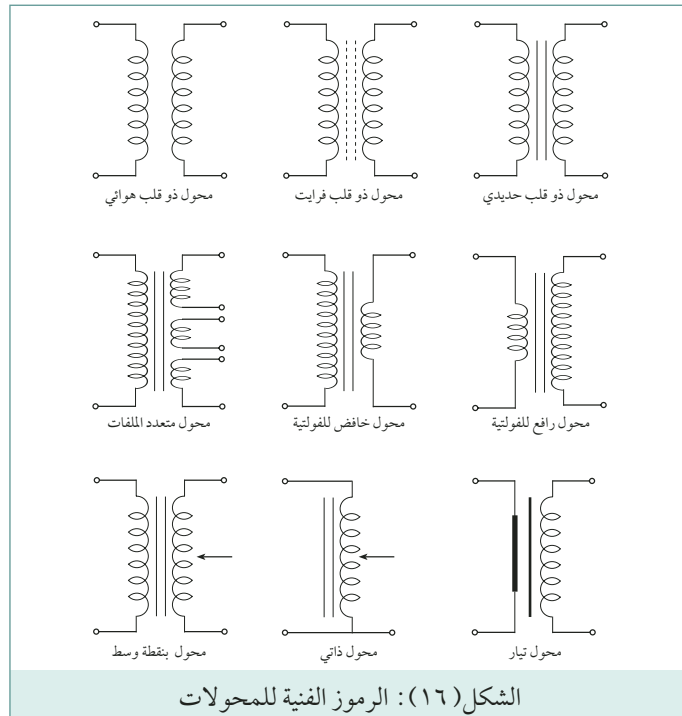 محول ذو قلب حديدي
محول ذو قلب فرايت
محول ذو قلب هوائي
محول رافع للفولتية
محول خافض للفولتية
محول متعدد الملفات
محول تيار
محول ذاتي
محول بنقطة وسط
الشكل(١٦): الرموز الفنية للمحولات